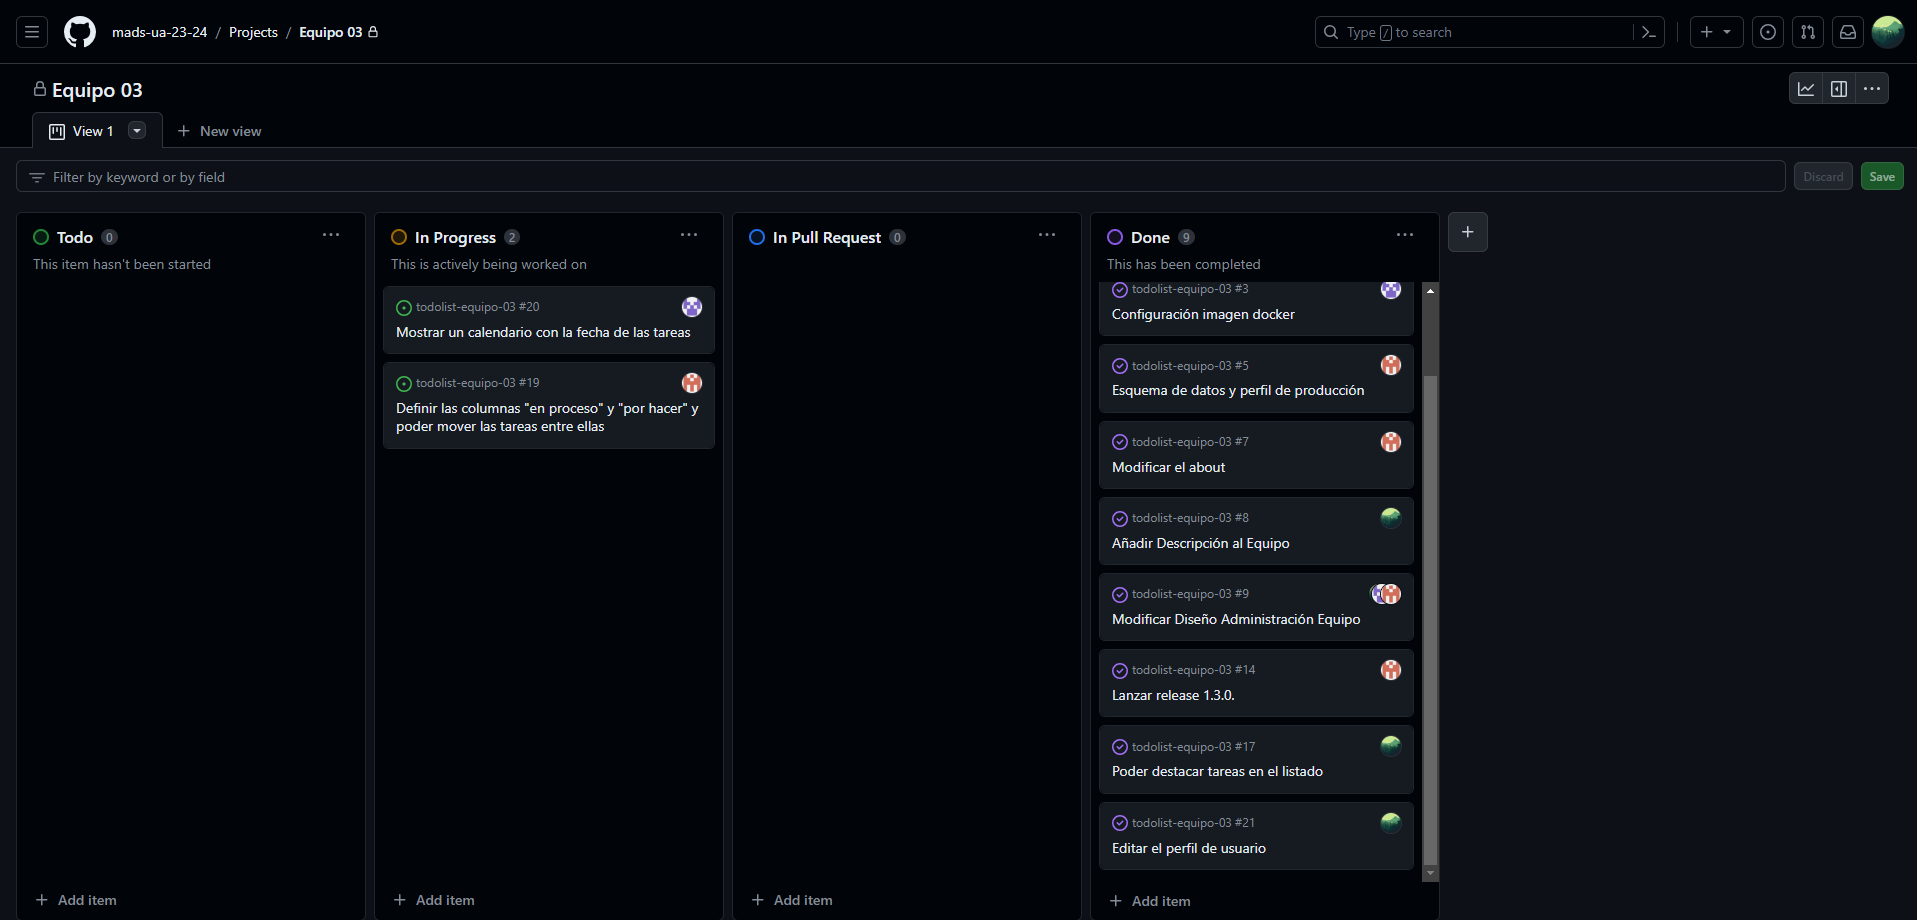 mads-ua-23-24 / Projects / Equipo 03
Type / to search
Equipo 03
View 1
New view
Filter by keyword or by field
Discard
Save
Todo 0
This item hasn't been started
Add item
In Progress 2
This is actively being worked on
todolist-equipo-03 #20
Mostrar un calendario con la fecha de las tareas
todolist-equipo-03 #19
Definir las columnas "en proceso" y "por hacer" y
poder mover las tareas entre ellas
Add item
In Pull Request 0
Add item
Done 9
This has been completed
todolist-equipo-03 #3
Configuración imagen docker
todolist-equipo-03 #5
Esquema de datos y perfil de producción
todolist-equipo-03 #7
Modificar el about
todolist-equipo-03 #8
Añadir Descripción al Equipo
todolist-equipo-03 #9
Modificar Diseño Administración Equipo
todolist-equipo-03 #14
Lanzar release 1.3.0.
todolist-equipo-03 #17
Poder destacar tareas en el listado
todolist-equipo-03 #21
Editar el perfil de usuario
Add item